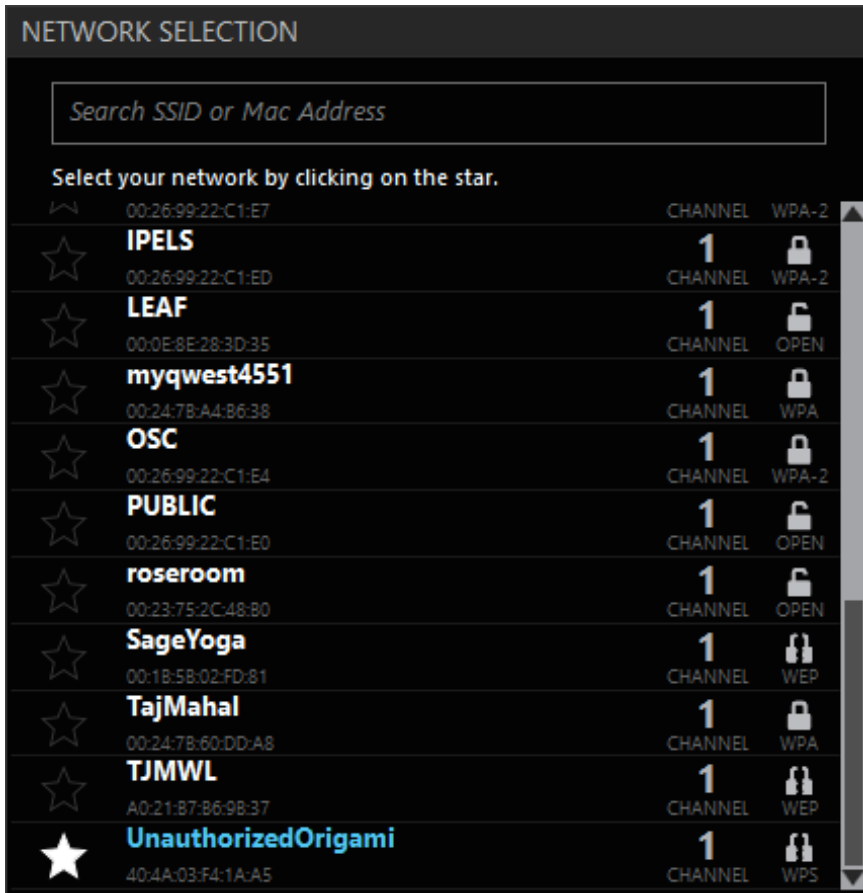 NETWORK SELECTION
Search SSID or Mac Address
Select your network by clicking on the star.
00:26:99:22:C1:E7 CHANNEL WPA-2
IPELS 1
00:26:99:22:C1:ED CHANNEL WPA-2
LEAF 1
00:0E:8E:28:3D:35 CHANNEL OPEN
myqwest4551 1
00:24:7B:A4:B6:38 CHANNEL WPA
OSC 1
00:26:99:22:C1:E4 CHANNEL WPA-2
PUBLIC 1
00:26:99:22:C1:E0 CHANNEL OPEN
roseroom 1
00:23:75:2C:48:B0 CHANNEL OPEN
SageYoga 1
00:1B:5B:02:FD:81 CHANNEL WEP
TajMahal 1
00:24:7B:60:DD:A8 CHANNEL WPA
TJMWL 1
A0:21:B7:B6:9B:37 CHANNEL WEP
UnauthorizedOrigami 1
40:4A:03:F4:1A:A5 CHANNEL WPS